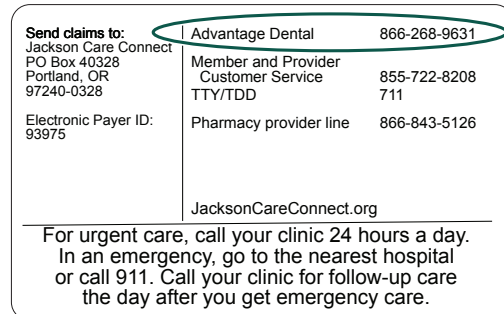 Send claims to:
Jackson Care Connect
PO Box 40328
Portland, OR
97240-0328
Electronic Payer ID:
93975
Advantage Dental 866-268-9631
Member and Provider
Customer Service 855-722-8208
TTY/TDD 711
Pharmacy provider line 866-843-5126
JacksonCareConnect.org
For urgent care, call your clinic 24 hours a day.
In an emergency, go to the nearest hospital
or call 911. Call your clinic for follow-up care
the day after you get emergency care.